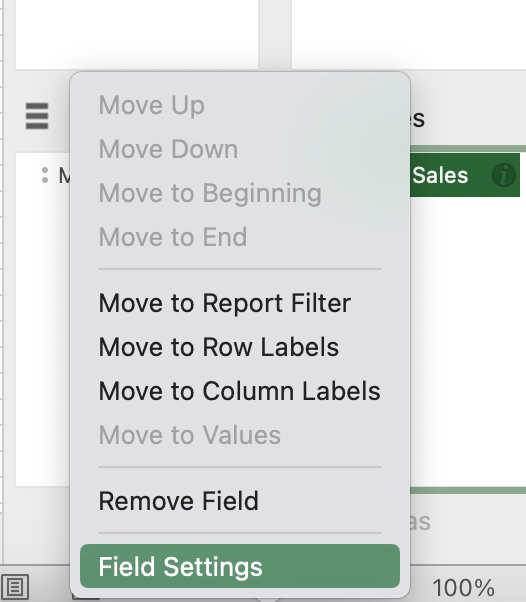 Move Up
Move Down
Move to Beginning
Move to End
Move to Report Filter
Move to Row Labels
Move to Column Labels
Move to Values
Remove Field
Field Settings
Sales
100%